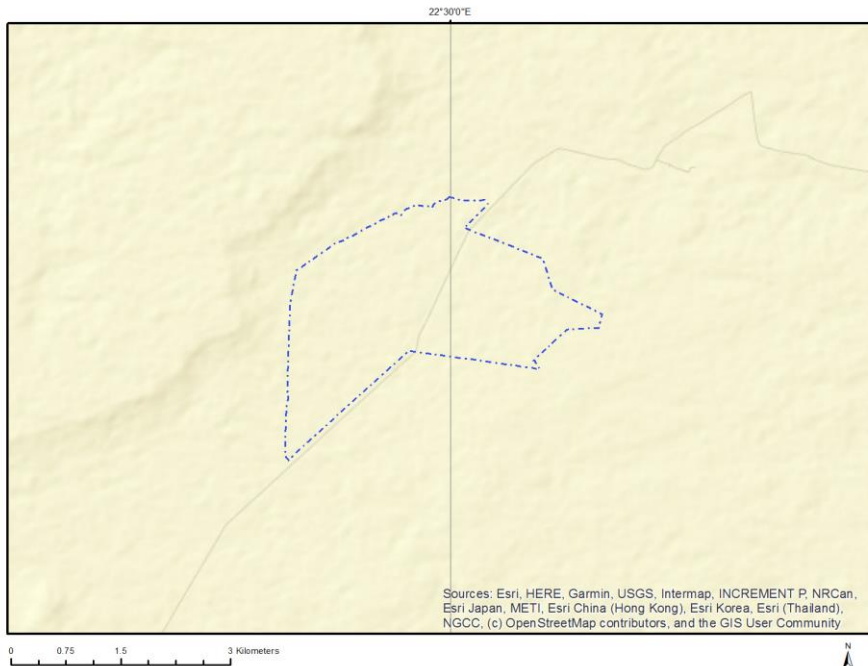 22°30'0"E
Sources: Esri, HERE, Garmin, USGS, Intermap, INCREMENT P, NRCan,
Esri Japan, METI, Esri China (Hong Kong), Esri Korea, Esri (Thailand),
NGCC, (c) OpenStreetMap contributors, and the GIS User Community
0 0.75 1.5 3 Kilometers
N